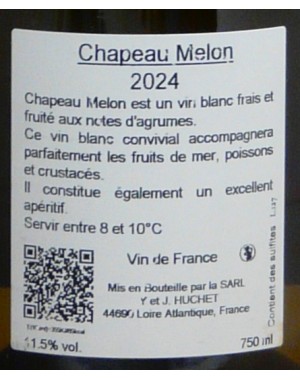 Chapeau Melon
2024
Chapeau Melon est un vin blanc frais et
fruité aux notes d'agrumes.
Ce vin blanc convivial accompagnera
parfaitement les fruits de mer, poissons
et crustacés.
Il constitue également un excellent
apéritif.
Servir entre 8 et 10°C
Vin de France
Mis en Bouteille par la SARL
Y et J. HUCHET
44690 Loire Atlantique, France
11.5% vol.
750 ml
Contient des sulfites